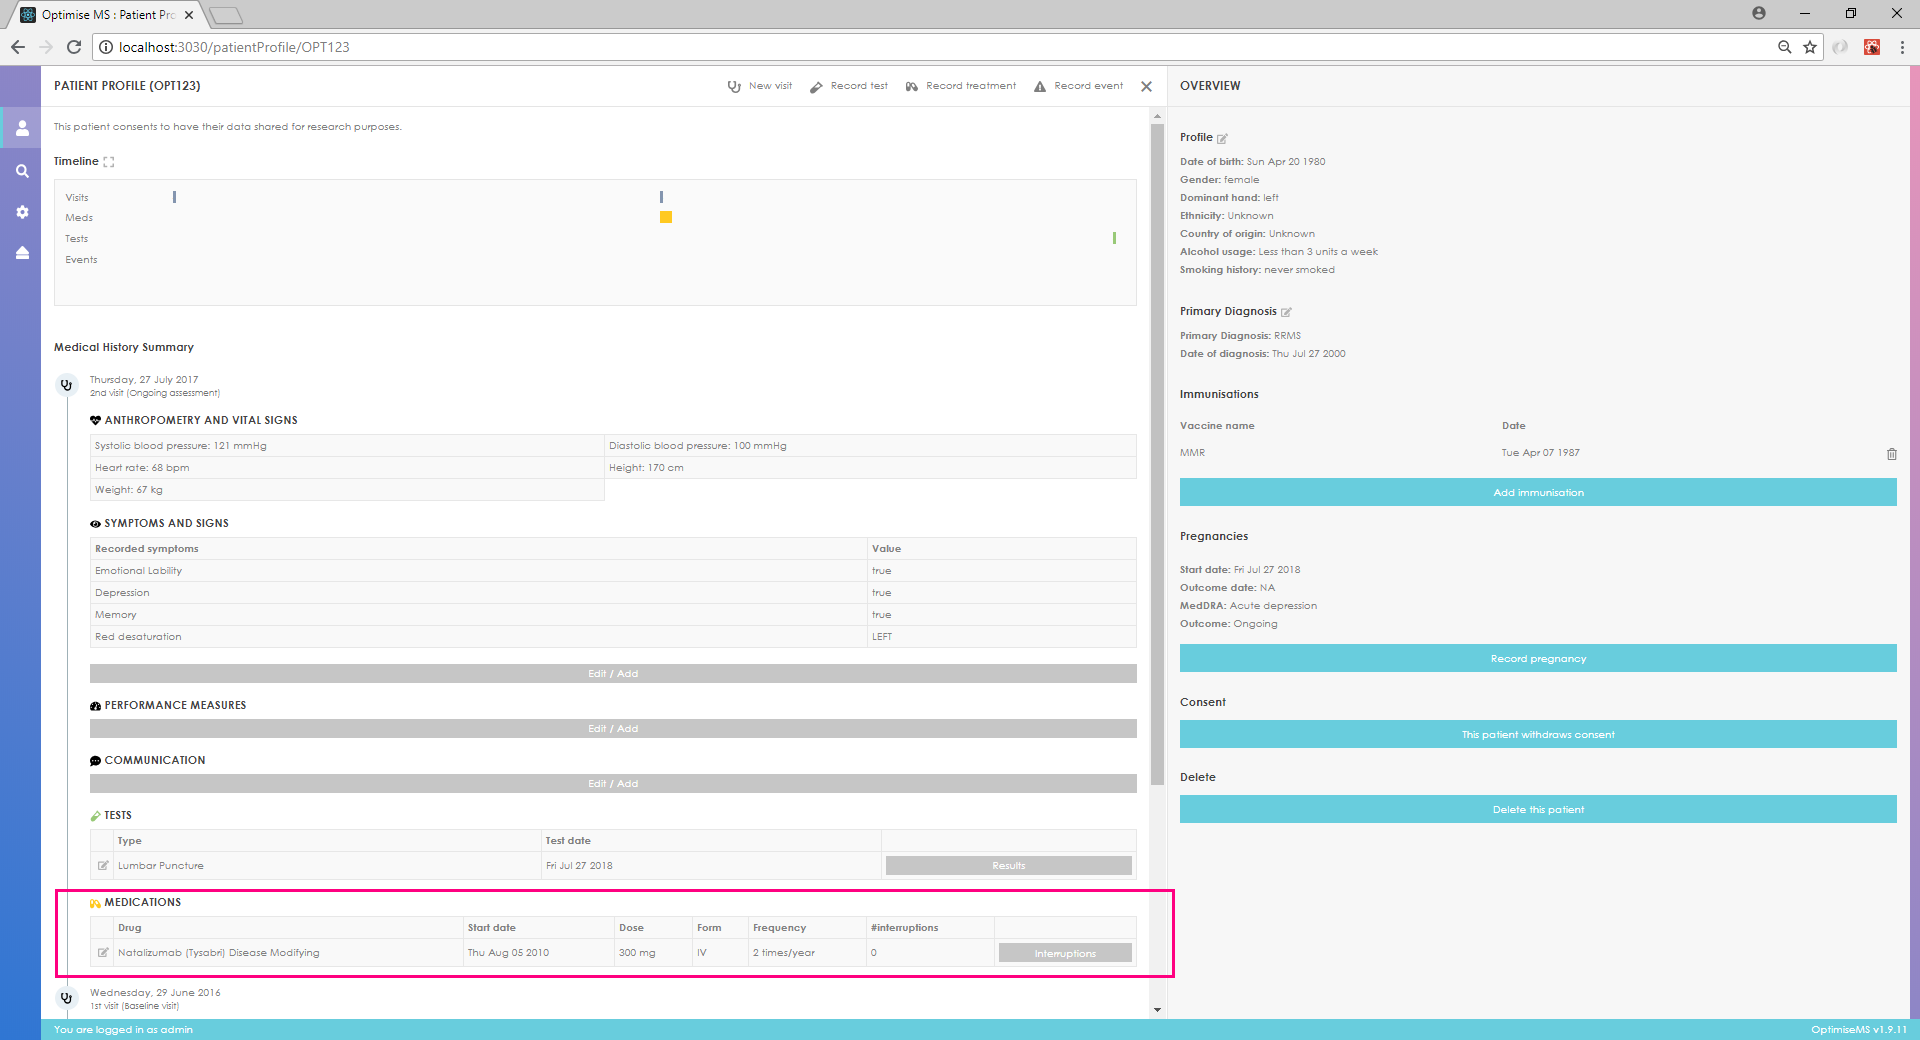 Optimise MS : Patient Pro
localhost:3030/patientProfile/OPT123
PATIENT PROFILE (OPT123)
New visit
Record test
Record treatment
Record event
This patient consents to have their data shared for research purposes.
Timeline
Visits
Meds
Tests
Events
Medical History Summary
Thursday, 27 July 2017
2nd visit (Ongoing assessment)
ANTHROPOMETRY AND VITAL SIGNS
Systolic blood pressure: 121 mmHg Diastolic blood pressure: 100 mmHg
Heart rate: 68 bpm Height: 170 cm
Weight: 67 kg
SYMPTOMS AND SIGNS
Recorded symptoms Value
Emotional Lability true
Depression true
Memory true
Red desaturation LEFT
Edit / Add
PERFORMANCE MEASURES
Edit / Add
COMMUNICATION
Edit / Add
TESTS
Type Test date
Lumbar Puncture Fri Jul 27 2018 Results
MEDICATIONS
Drug Start date Dose Form Frequency #interruptions
Natalizumab (Tysabri) Disease Modifying Thu Aug 05 2010 300 mg IV 2 times/year 0 Interruptions
Wednesday, 29 June 2016
1st visit (Baseline visit)
OVERVIEW
Profile
Date of birth: Sun Apr 20 1980
Gender: female
Dominant hand: left
Ethnicity: Unknown
Country of origin: Unknown
Alcohol usage: Less than 3 units a week
Smoking history: never smoked
Primary Diagnosis
Primary Diagnosis: RRMS
Date of diagnosis: Thu Jul 27 2000
Immunisations
Vaccine name Date
MMR Tue Apr 07 1987
Add immunisation
Pregnancies
Start date: Fri Jul 27 2018
Outcome date: NA
MedDRA: Acute depression
Outcome: Ongoing
Record pregnancy
Consent
This patient withdraws consent
Delete
Delete this patient
You are logged in as admin
OptimiseMS v1.9.11